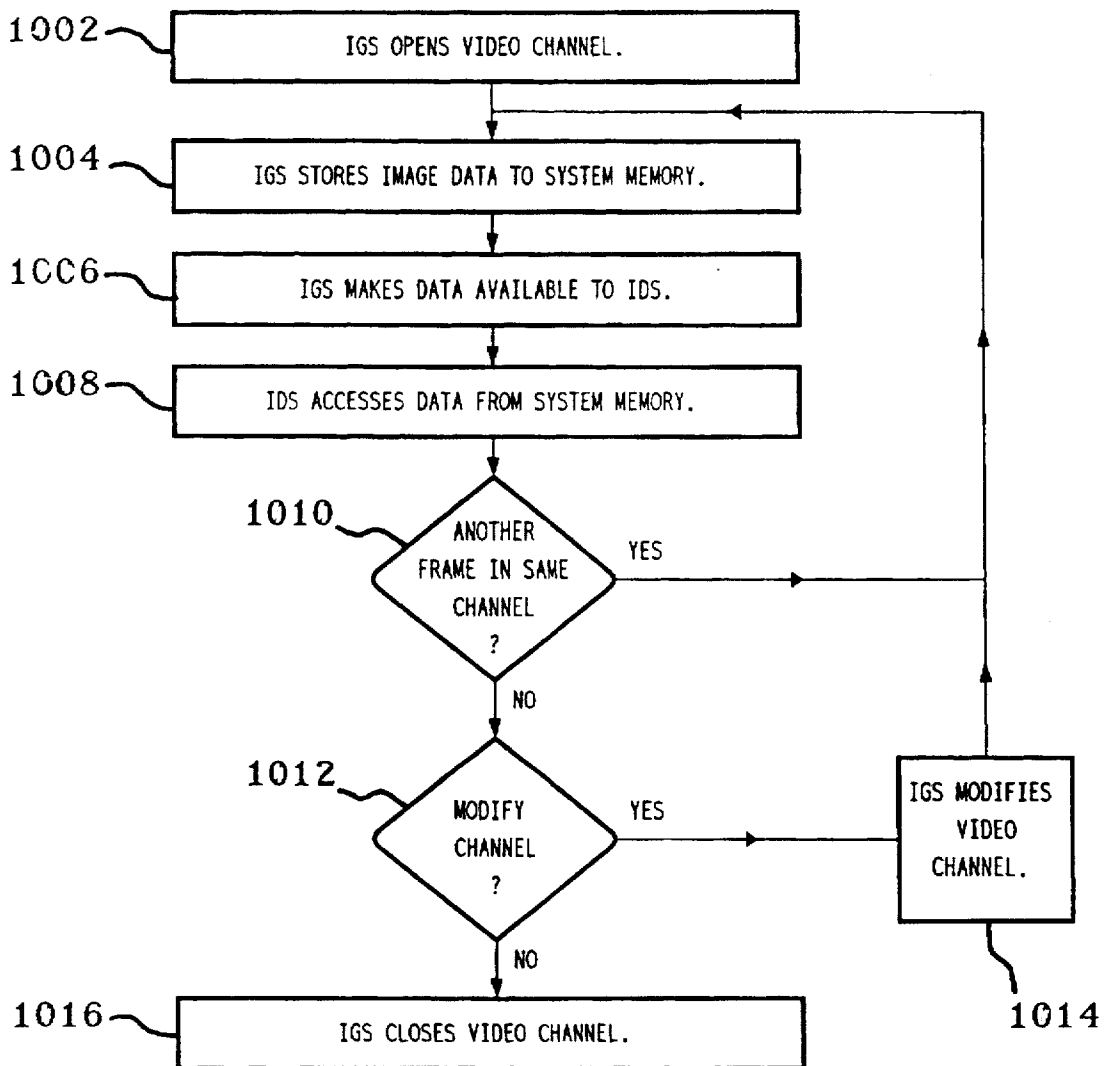 1002
IGS OPENS VIDEO CHANNEL.
1004
IGS STORES IMAGE DATA TO SYSTEM MEMORY.
1006
IGS MAKES DATA AVAILABLE TO IDS.
1008
IDS ACCESSES DATA FROM SYSTEM MEMORY.
1010
ANOTHER
FRAME IN SAME
CHANNEL
?
YES
NO
1012
MODIFY
CHANNEL
?
YES
IGS MODIFIES
VIDEO
CHANNEL.
1014
NO
1016
IGS CLOSES VIDEO CHANNEL.